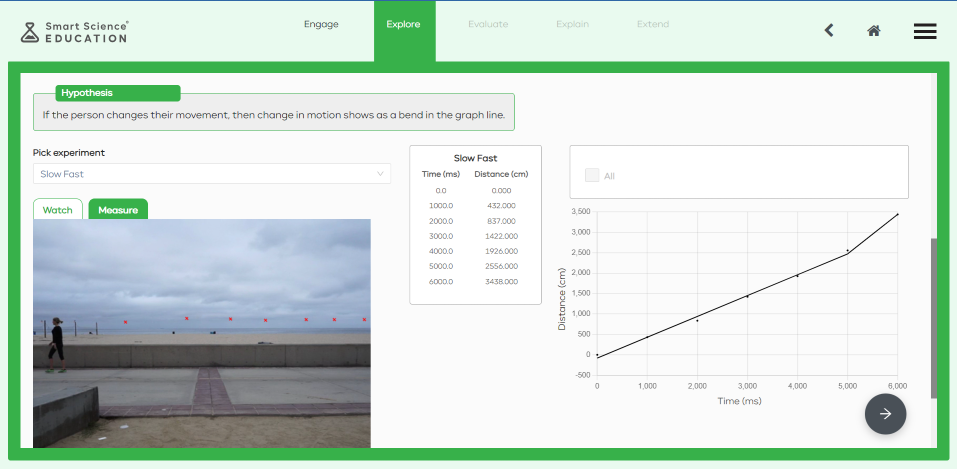 Smart Science®
EDUCATION
Engage
Explore
Evaluate
Explain
Extend
Hypothesis
If the person changes their movement, then change in motion shows as a bend in the graph line.
Pick experiment
Slow Fast
Watch
Measure
Slow Fast
Time (ms) Distance (cm)
0.0 0.000
1000.0 432.000
2000.0 837.000
3000.0 1422.000
4000.0 1926.000
5000.0 2556.000
6000.0 3438.000
All
Distance (cm)
3,500
3,000
2,500
2,000
1,500
1,000
500
0
-500
0 1,000 2,000 3,000 4,000 5,000 6,000
Time (ms)